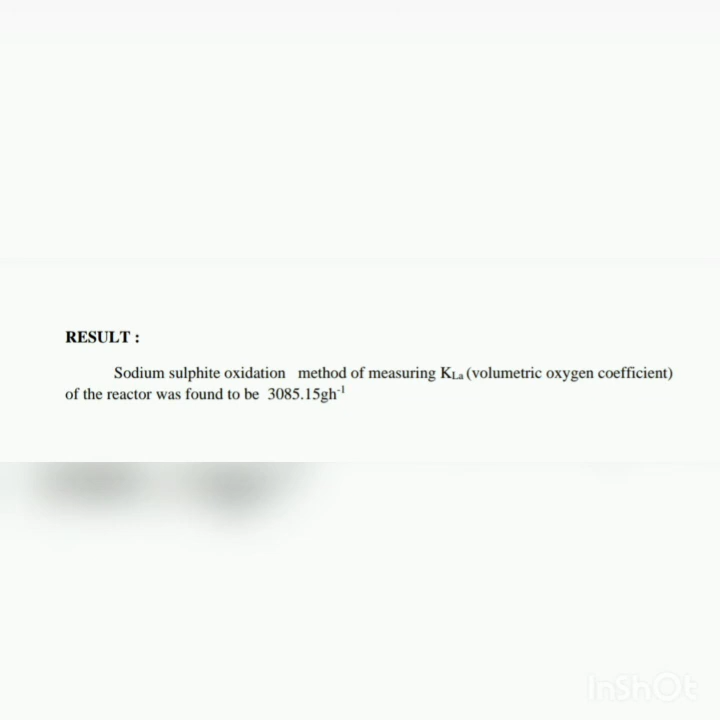 RESULT :
Sodium sulphite oxidation method of measuring KLa (volumetric oxygen coefficient)
of the reactor was found to be 3085.15gh-1
InShOt